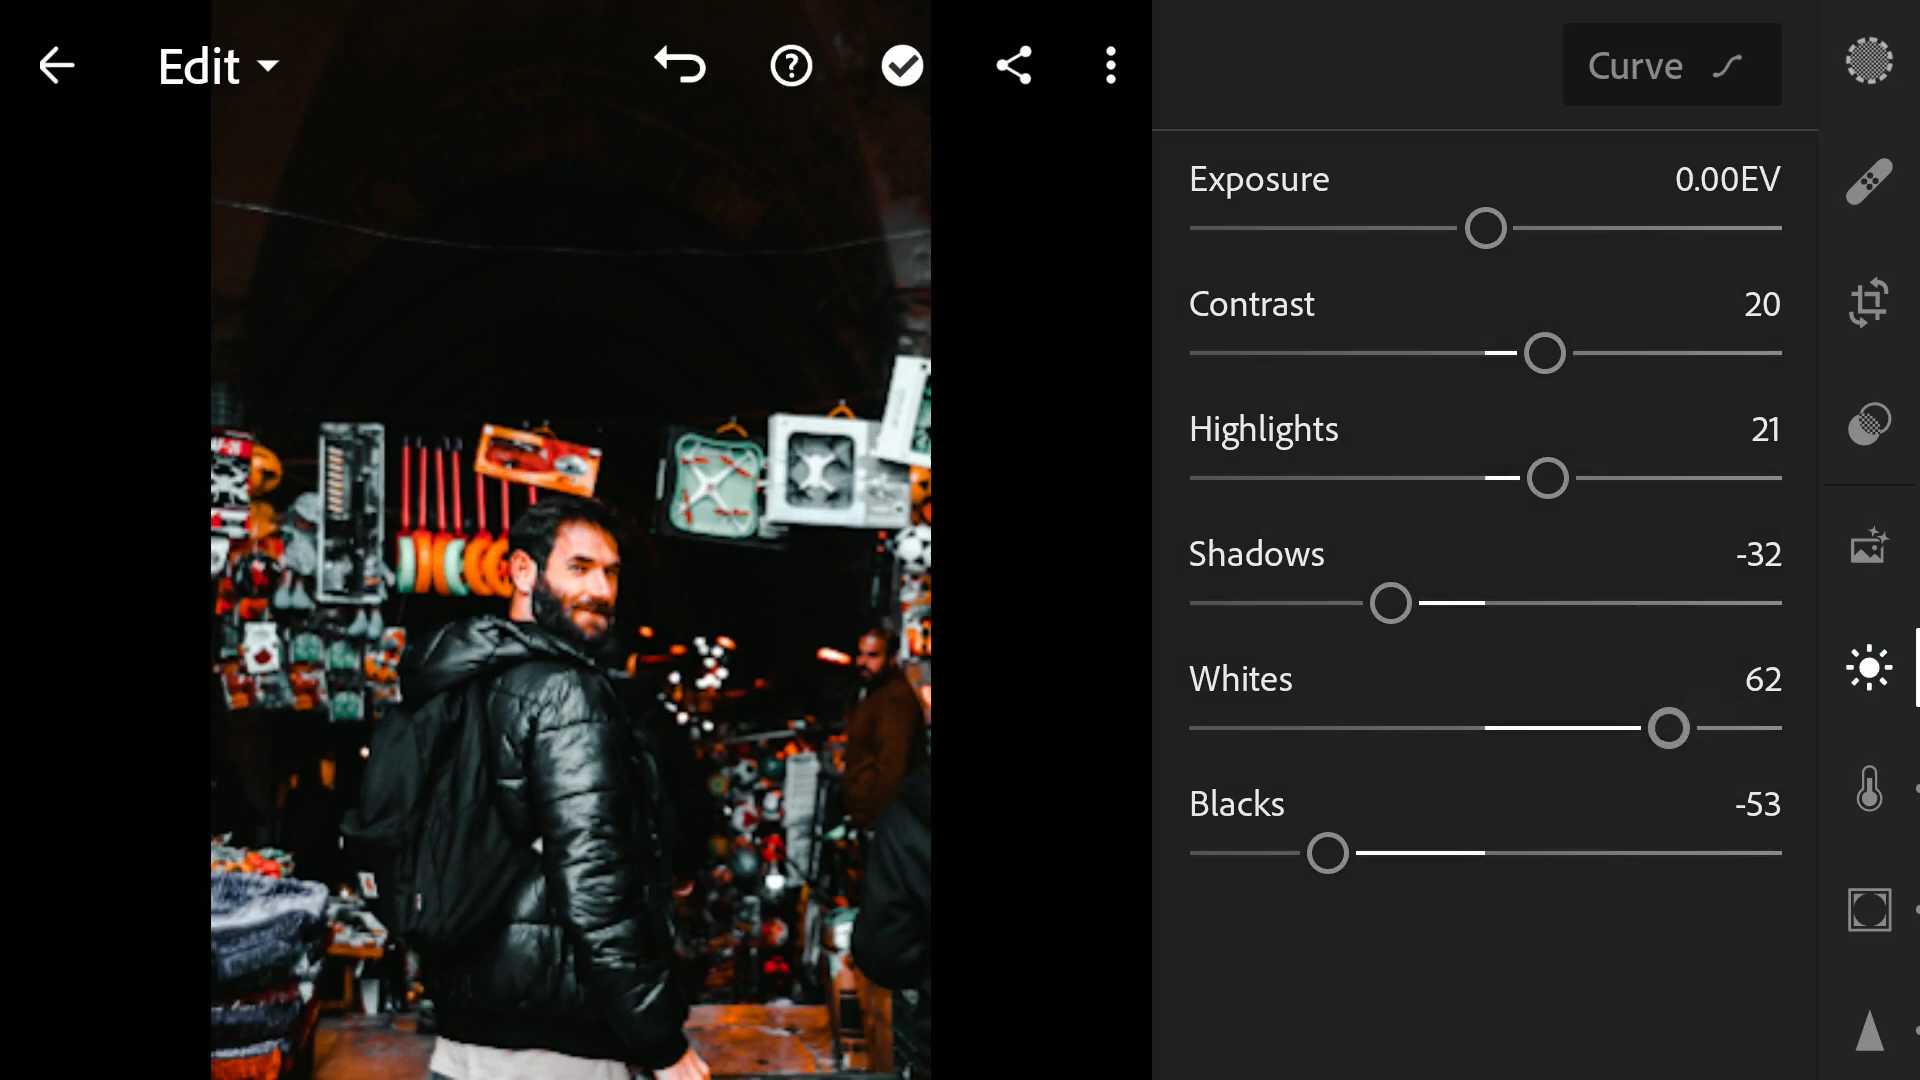 Edit
Curve
Exposure 0.00EV
Contrast 20
Highlights 21
Shadows -32
Whites 62
Blacks -53